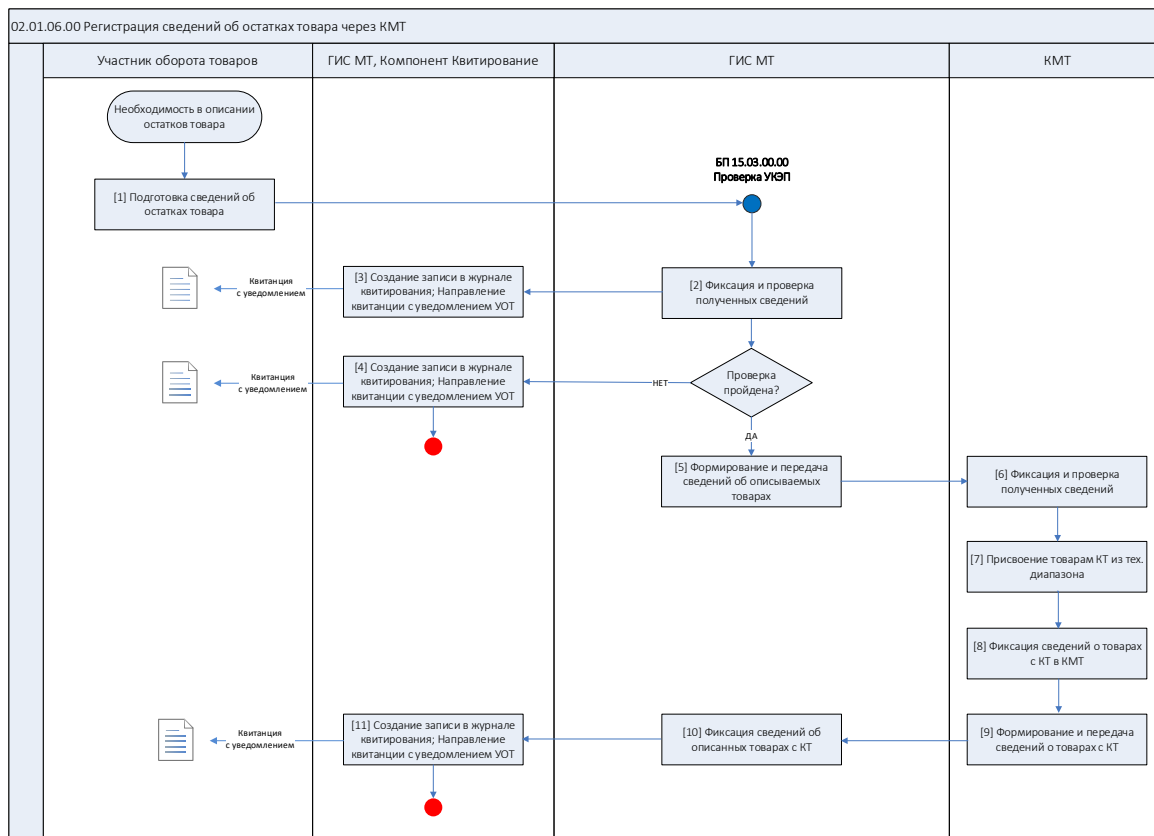 02.01.06.00 Регистрация сведений об остатках товара через КМТ
Участник оборота товаров
ГИС МТ, Компонент Квитирование
ГИС МТ
КМТ
Необходимость в описании
остатков товара
БП 15.03.00.00
Проверка УКЭП
[1] Подготовка сведений об
остатках товара
Квитанция
с уведомлением
[3] Создание записи в журнале
квитирования; Направление
квитанции с уведомлением УОТ
[2] Фиксация и проверка
полученных сведений
Квитанция
с уведомлением
[4] Создание записи в журнале
квитирования; Направление
квитанции с уведомлением УОТ
НЕТ
Проверка
пройдена?
ДА
[5] Формирование и передача
сведений об описываемых
товарах
[6] Фиксация и проверка
полученных сведений
[7] Присвоение товарам КТ из тех.
диапазона
[8] Фиксация сведений о товарах
с КТ в КМТ
Квитанция
с уведомлением
[11] Создание записи в журнале
квитирования; Направление
квитанции с уведомлением УОТ
[10] Фиксация сведений об
описанных товарах с КТ
[9] Формирование и передача
сведений о товарах с КТ